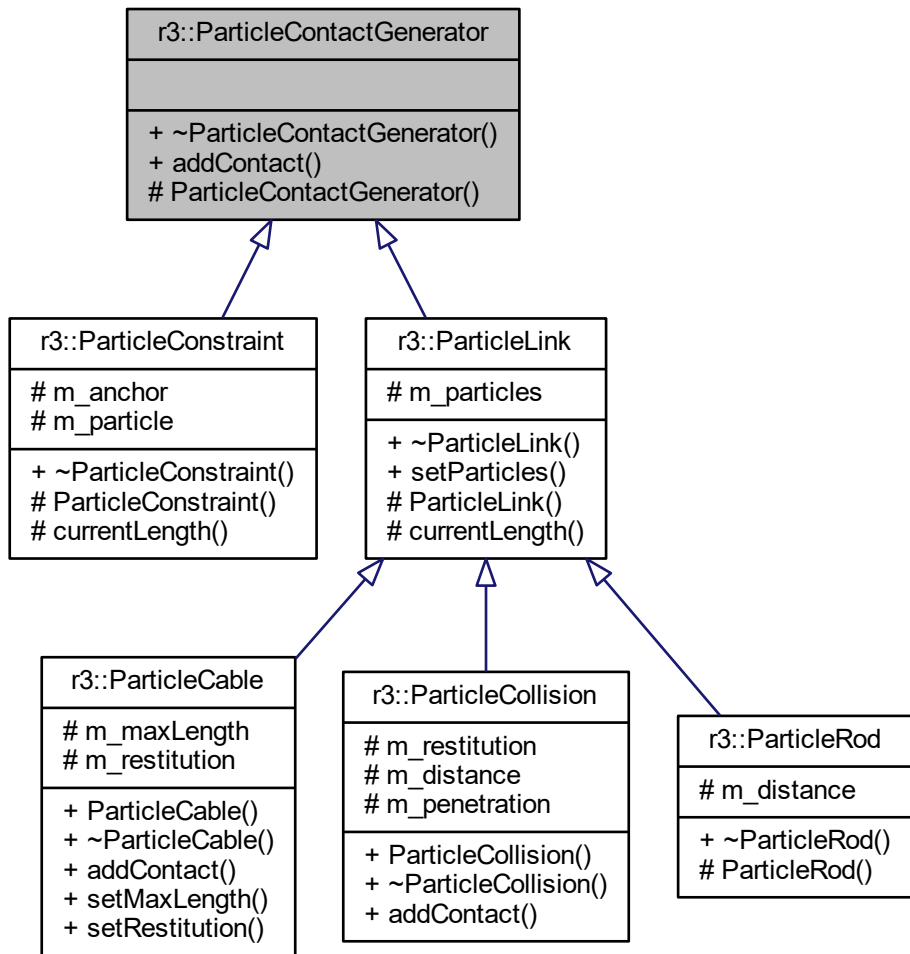 r3::ParticleContactGenerator
+ ~ParticleContactGenerator()
+ addContact()
# ParticleContactGenerator()
r3::ParticleConstraint
# m_anchor
# m_particle
+ ~ParticleConstraint()
# ParticleConstraint()
# currentLength()
r3::ParticleLink
# m_particles
+ ~ParticleLink()
+ setParticles()
# ParticleLink()
# currentLength()
r3::ParticleCable
# m_maxLength
# m_restitution
+ ParticleCable()
+ ~ParticleCable()
+ addContact()
+ setMaxLength()
+ setRestitution()
r3::ParticleCollision
# m_restitution
# m_distance
# m_penetration
+ ParticleCollision()
+ ~ParticleCollision()
+ addContact()
r3::ParticleRod
# m_distance
+ ~ParticleRod()
# ParticleRod()